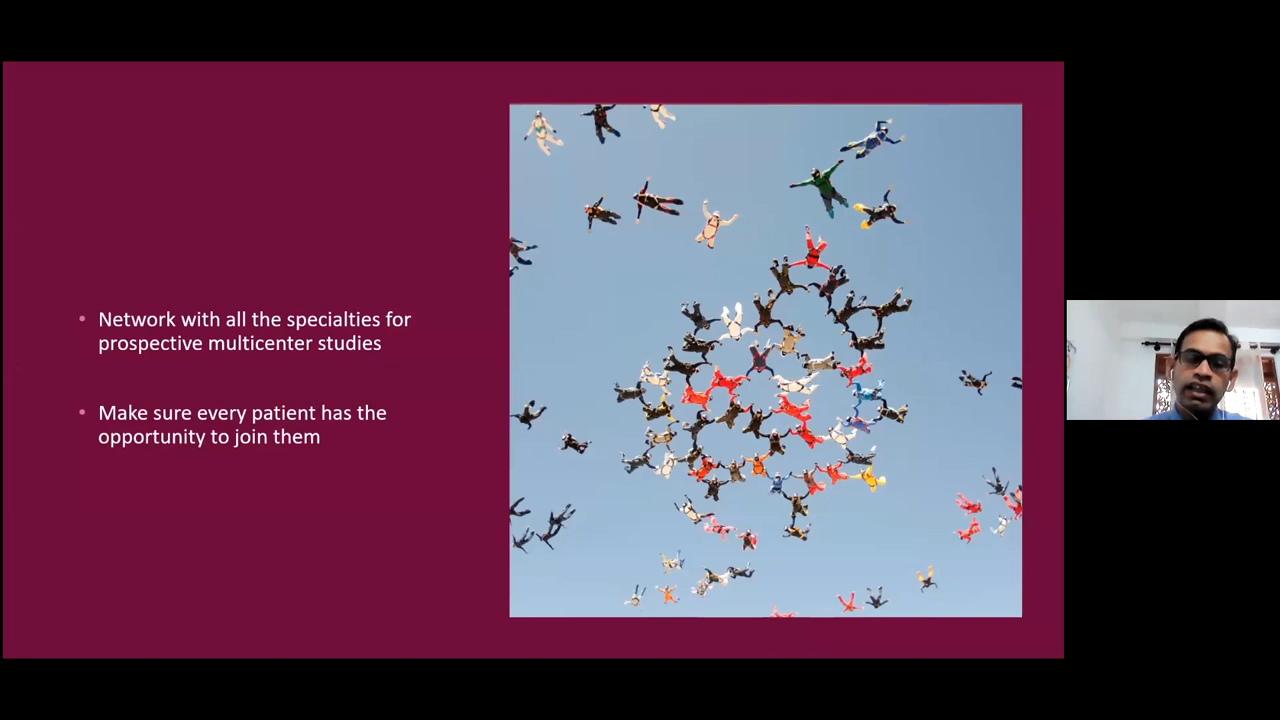 Network with all the specialties for
prospective multicenter studies
Make sure every patient has the
opportunity to join them